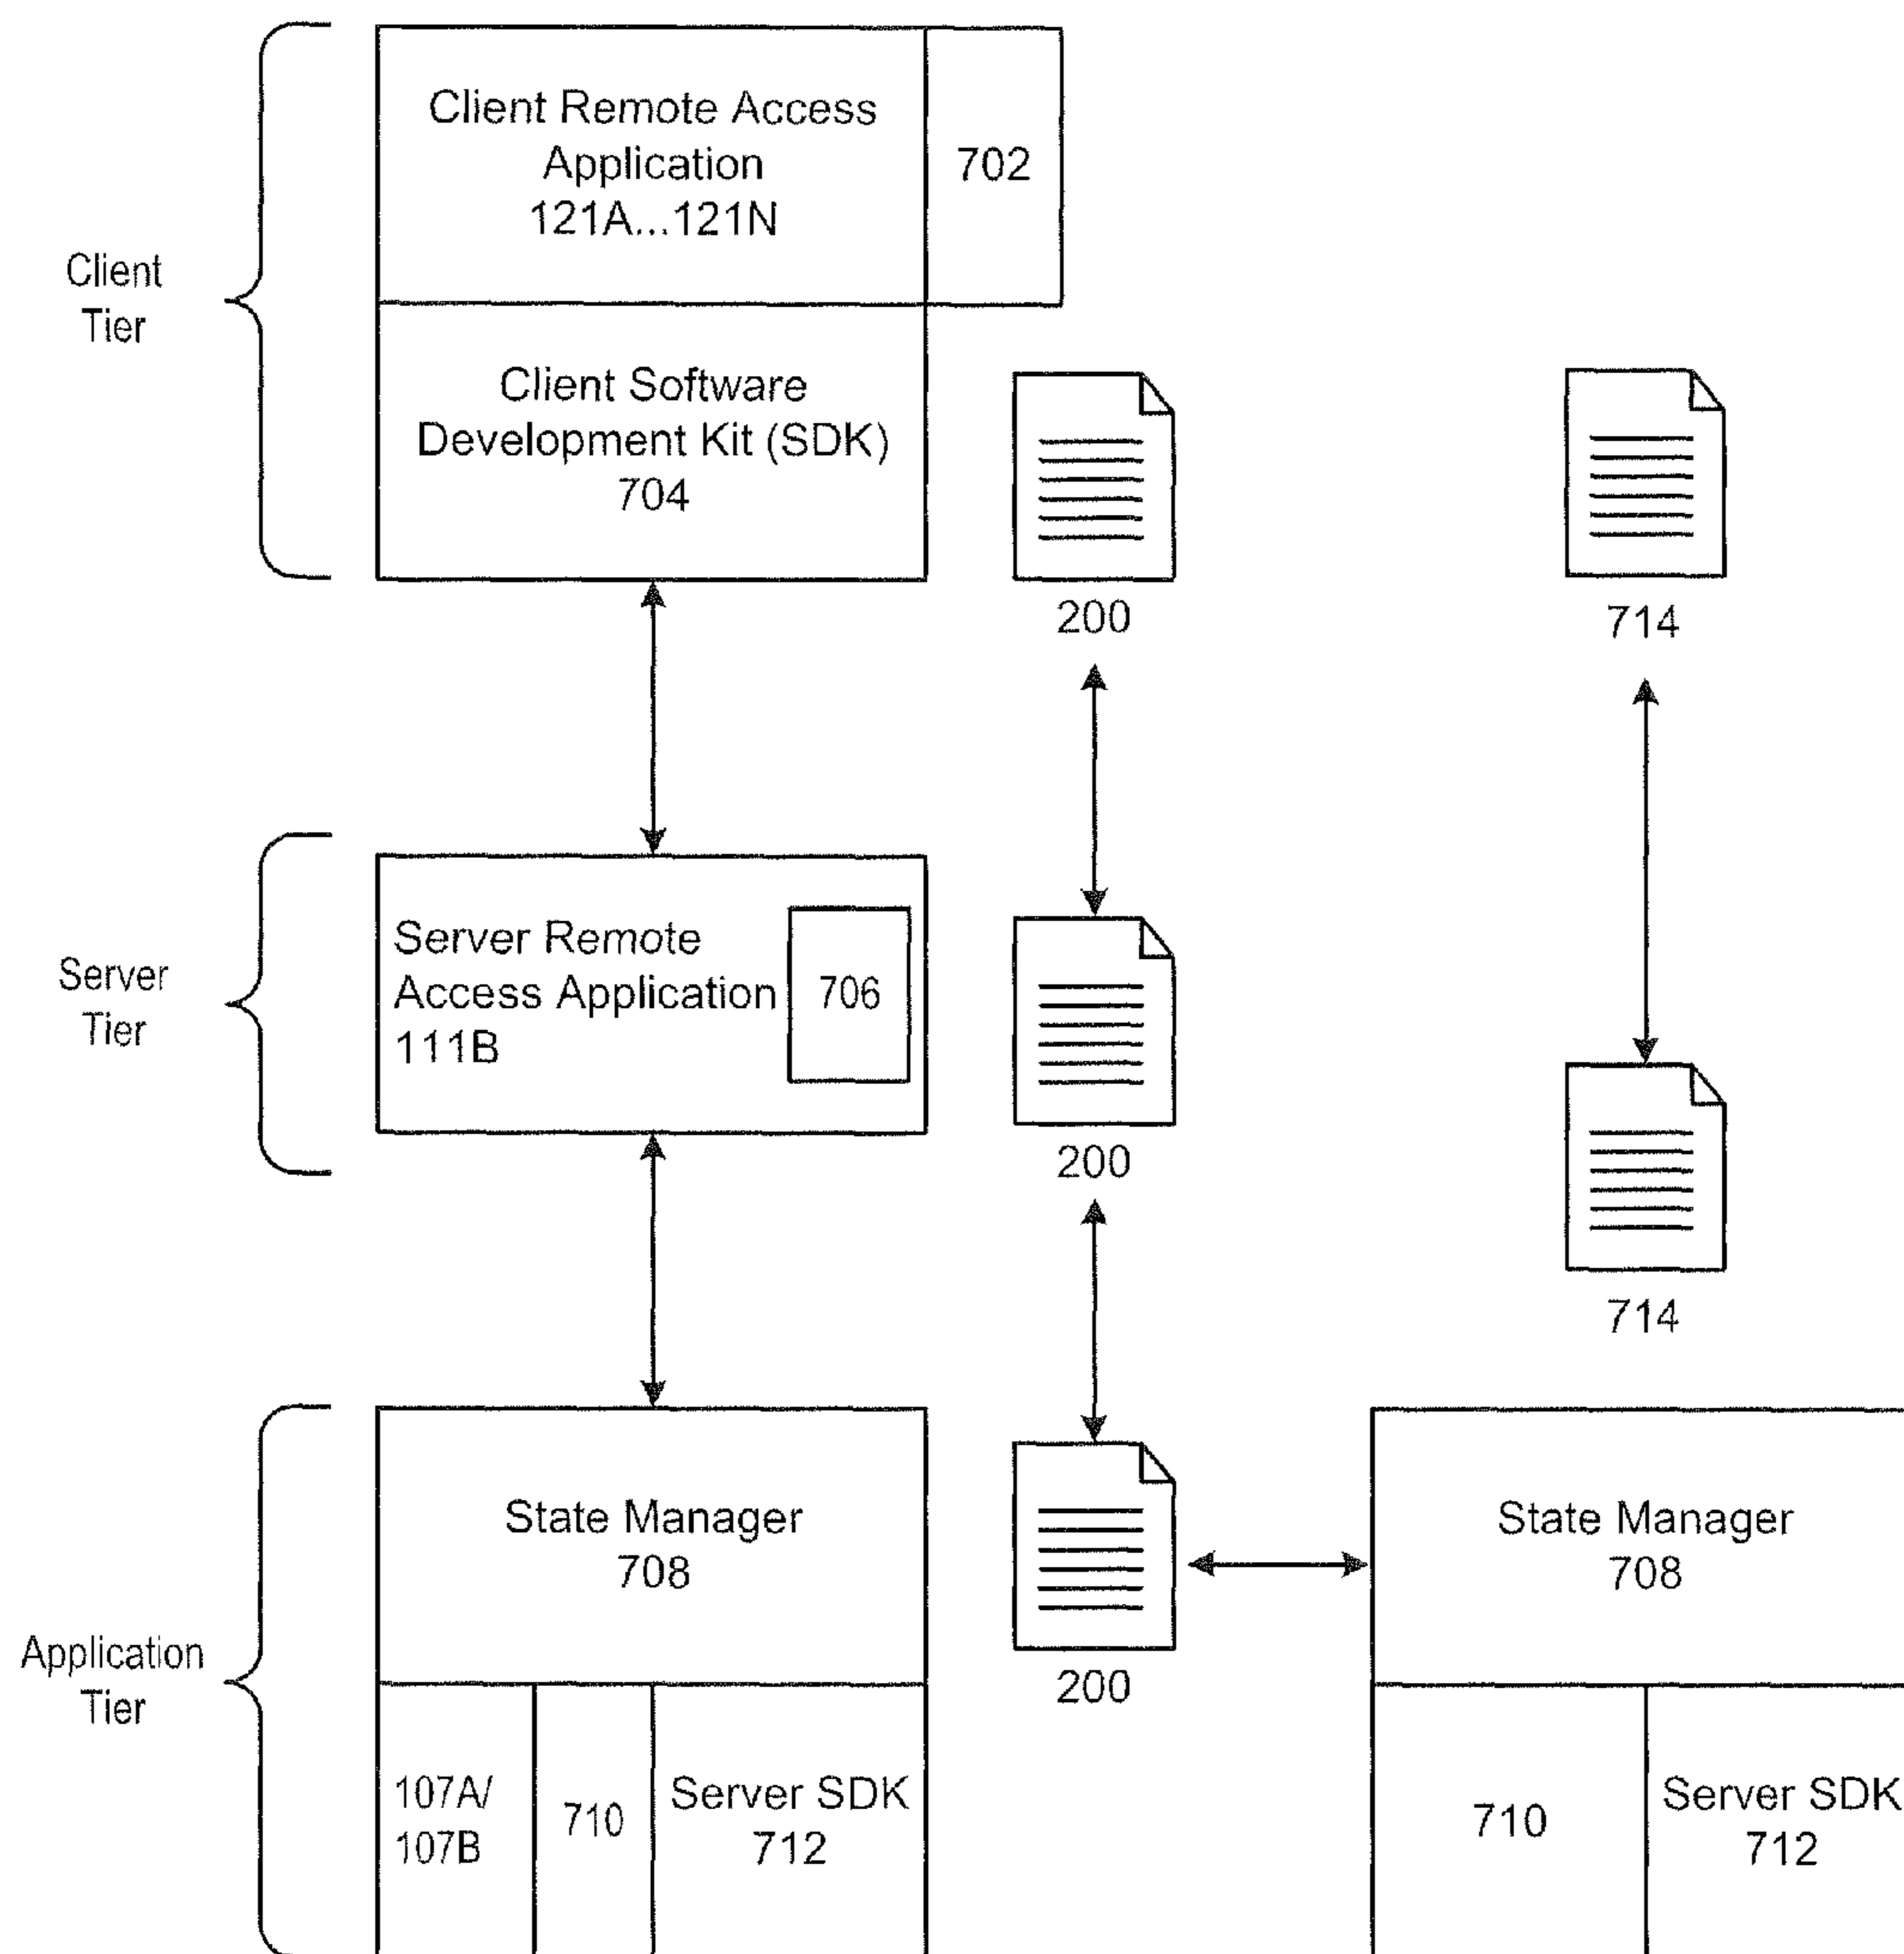 Client Remote Access
Application
121A...121N
702
Client
Tier
Client Software
Development Kit (SDK)
704
200
714
Server Remote
Access Application
111B
706
Server
Tier
200
714
State Manager
708
State Manager
708
Application
Tier
200
107A/
107B
710
Server SDK
712
710
Server SDK
712